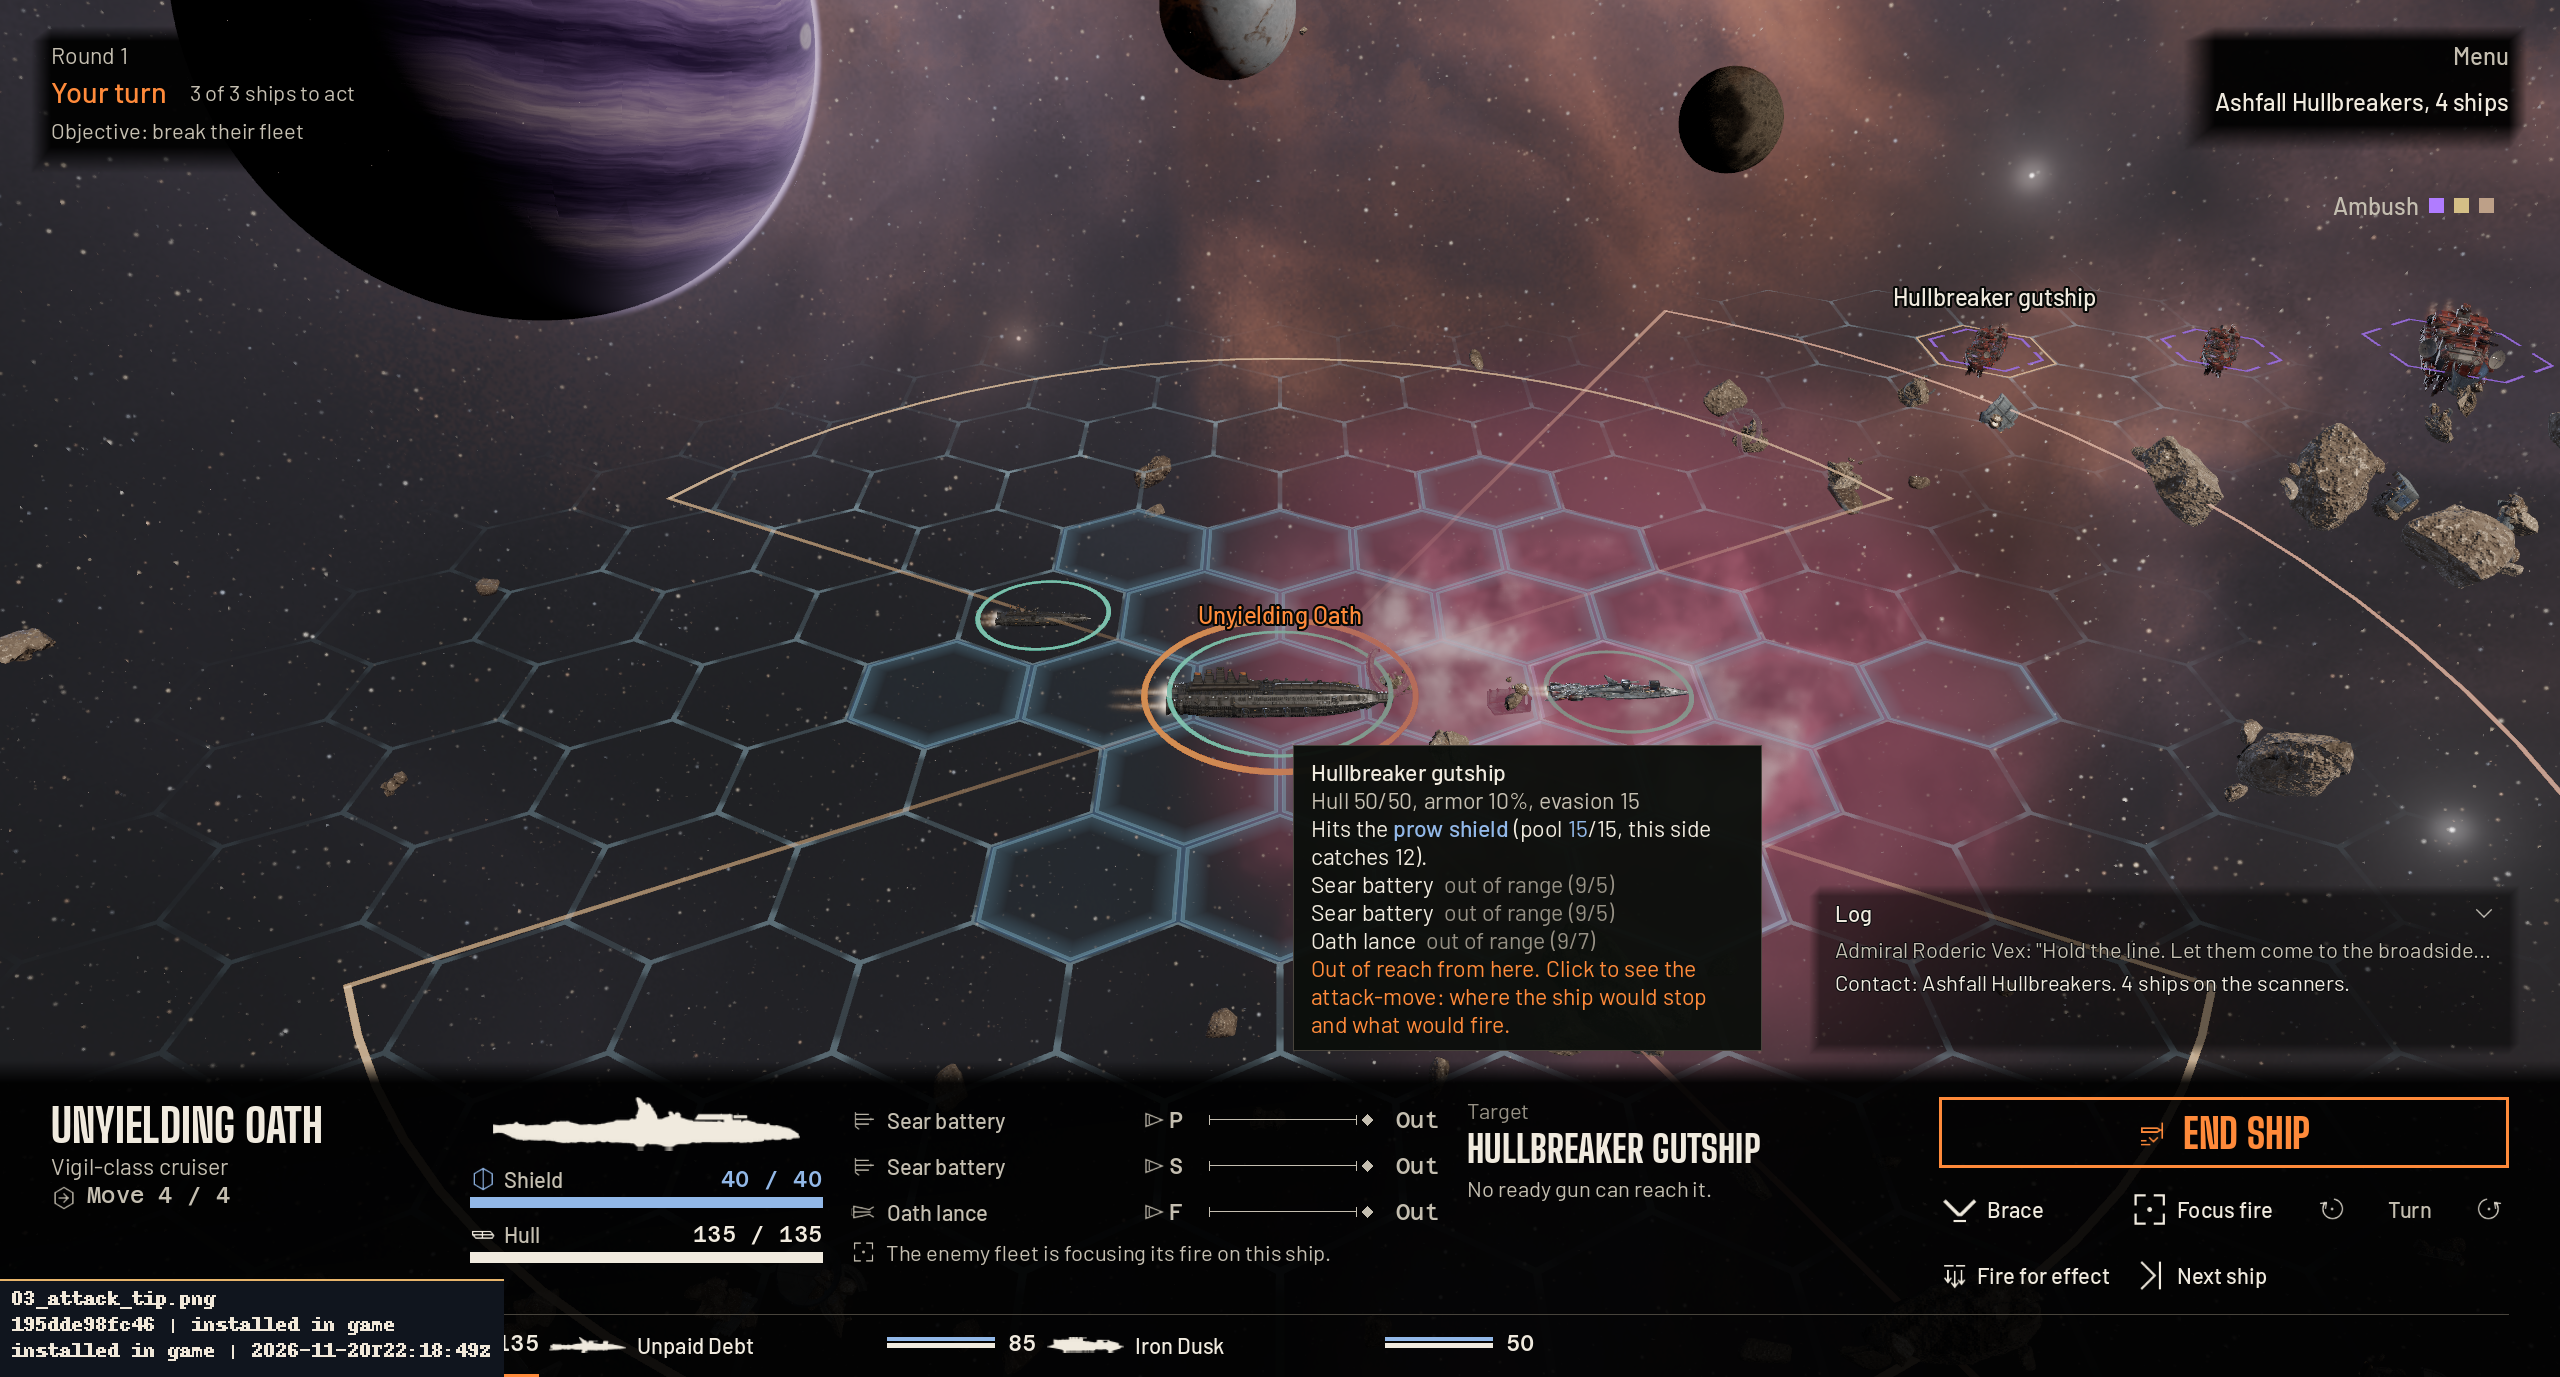 Round 1
Your turn 3 of 3 ships to act
Objective: break their fleet
Menu
Ashfall Hullbreakers, 4 ships
Ambush
Hullbreaker gutship
Unyielding Oath
Hullbreaker gutship
Hull 50/50, armor 10%, evasion 15
Hits the prow shield (pool 15/15, this side
catches 12).
Sear battery out of range (9/5)
Sear battery out of range (9/5)
Oath lance out of range (9/7)
Out of reach from here. Click to see the
attack-move: where the ship would stop
and what would fire.
Log
Admiral Roderic Vex: "Hold the line. Let them come to the broadside...
Contact: Ashfall Hullbreakers. 4 ships on the scanners.
UNYIELDING OATH
Vigil-class cruiser
Move 4 / 4
Shield 40 / 40
Hull 135 / 135
Sear battery P Out
Sear battery S Out
Oath lance F Out
The enemy fleet is focusing its fire on this ship.
Target
HULLBREAKER GUTSHIP
No ready gun can reach it.
END SHIP
Brace Focus fire Turn
Fire for effect Next ship
03_attack_tip.png
195dde98fc46 | installed in game
installed in game | 2026-11-20T22:18:49Z
135 Unpaid Debt 85 Iron Dusk 50